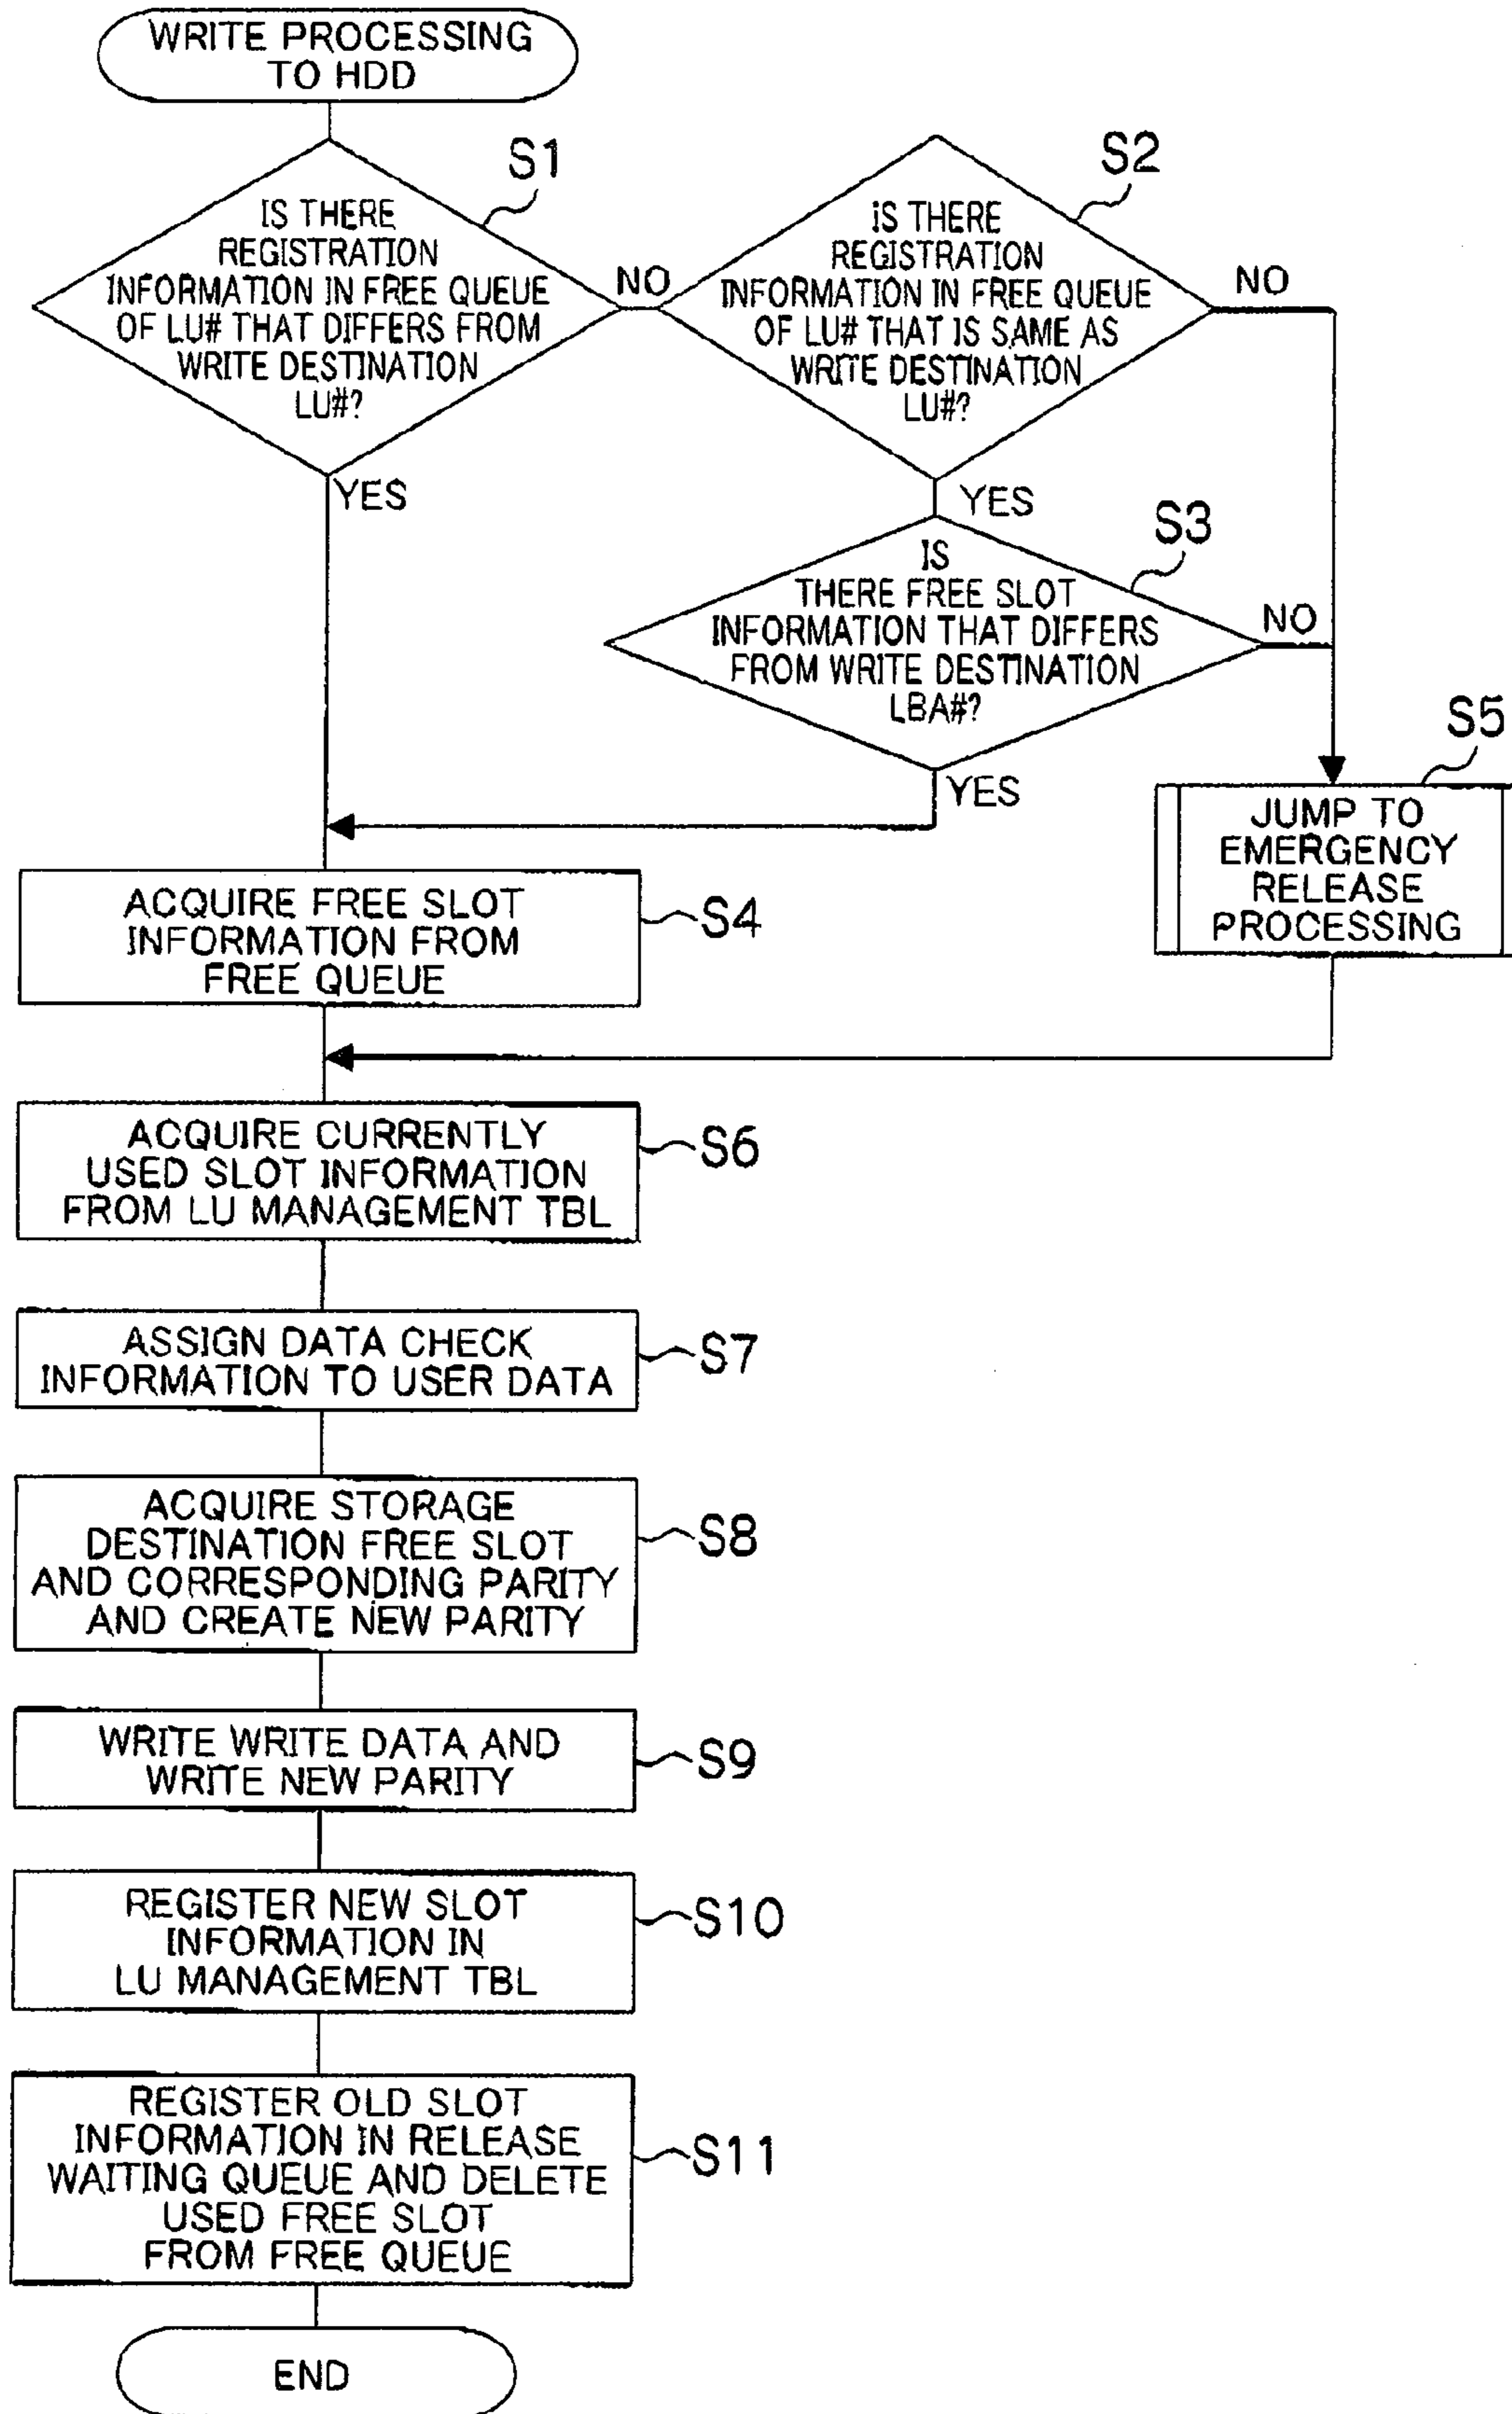 WRITE PROCESSING
TO HDD
S1
IS THERE
REGISTRATION
INFORMATION IN FREE QUEUE
OF LU# THAT DIFFERS FROM
WRITE DESTINATION
LU#?
NO
YES
S2
IS THERE
REGISTRATION
INFORMATION IN FREE QUEUE
OF LU# THAT IS SAME AS
WRITE DESTINATION
LU#?
NO
YES
S3
IS
THERE FREE SLOT
INFORMATION THAT DIFFERS
FROM WRITE DESTINATION
LBA#?
NO
YES
S5
JUMP TO
EMERGENCY
RELEASE
PROCESSING
ACQUIRE FREE SLOT
INFORMATION FROM
FREE QUEUE
S4
ACQUIRE CURRENTLY
USED SLOT INFORMATION
FROM LU MANAGEMENT TBL
S6
ASSIGN DATA CHECK
INFORMATION TO USER DATA
S7
ACQUIRE STORAGE
DESTINATION FREE SLOT
AND CORRESPONDING PARITY
AND CREATE NEW PARITY
S8
WRITE WRITE DATA AND
WRITE NEW PARITY
S9
REGISTER NEW SLOT
INFORMATION IN
LU MANAGEMENT TBL
S10
REGISTER OLD SLOT
INFORMATION IN RELEASE
WAITING QUEUE AND DELETE
USED FREE SLOT
FROM FREE QUEUE
S11
END